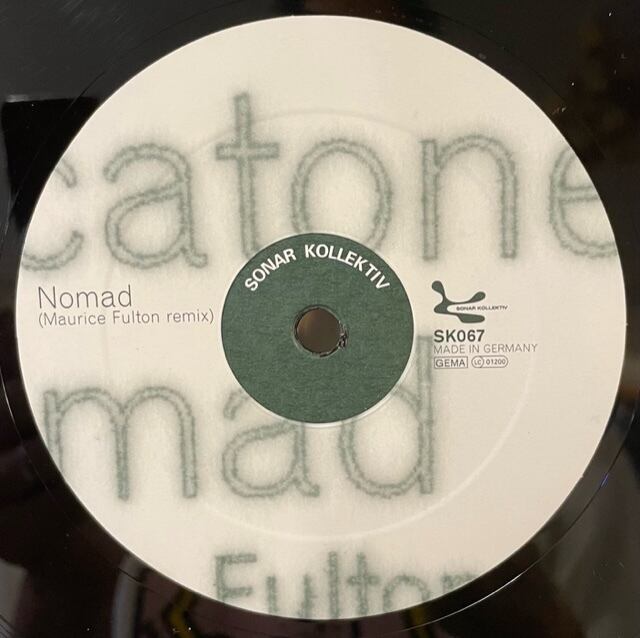 catone
SONAR KOLLEKTIV
Nomad
(Maurice Fulton remix)
SONAR KOLLEKTIV
SK067
MADE IN GERMANY
GEMA LC 01200
mad
Fulton